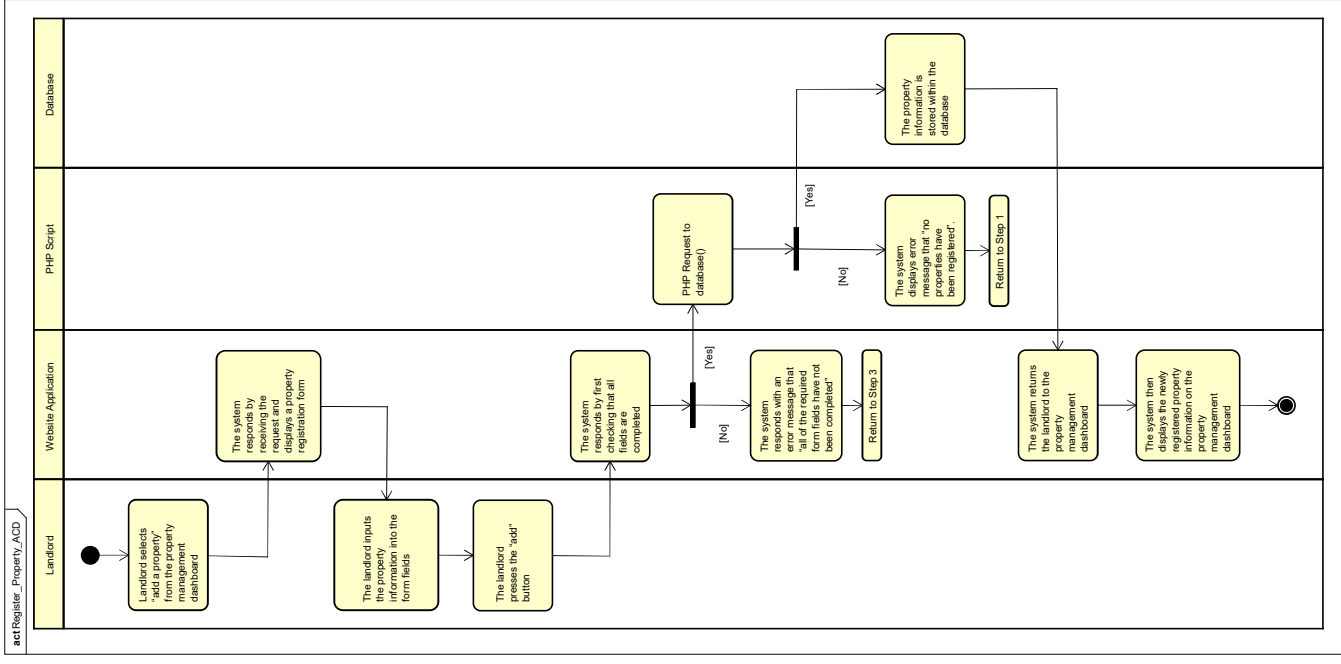 act Register_Property_ACD
Landlord
Website Application
PHP Script
Database
Landlord selects
"add a property"
from the property
management
dashboard
The system
responds by
receiving the
request and
displays a property
registration form
The landlord inputs
the property
information into the
form fields
The landlord
presses the "add"
button
The system
responds by first
checking that all
fields are
completed
[Yes]
[No]
PHP Request to
database()
The system
responds with an
error message that
"all of the required
form fields have not
been completed"
Return to Step 3
[Yes]
[No]
The system
displays error
message that "no
properties have
been registered".
Return to Step 1
The property
information is
stored within the
database
The system returns
the landlord to the
property
management
dashboard
The system then
displays the newly
registered property
information on the
property
management
dashboard